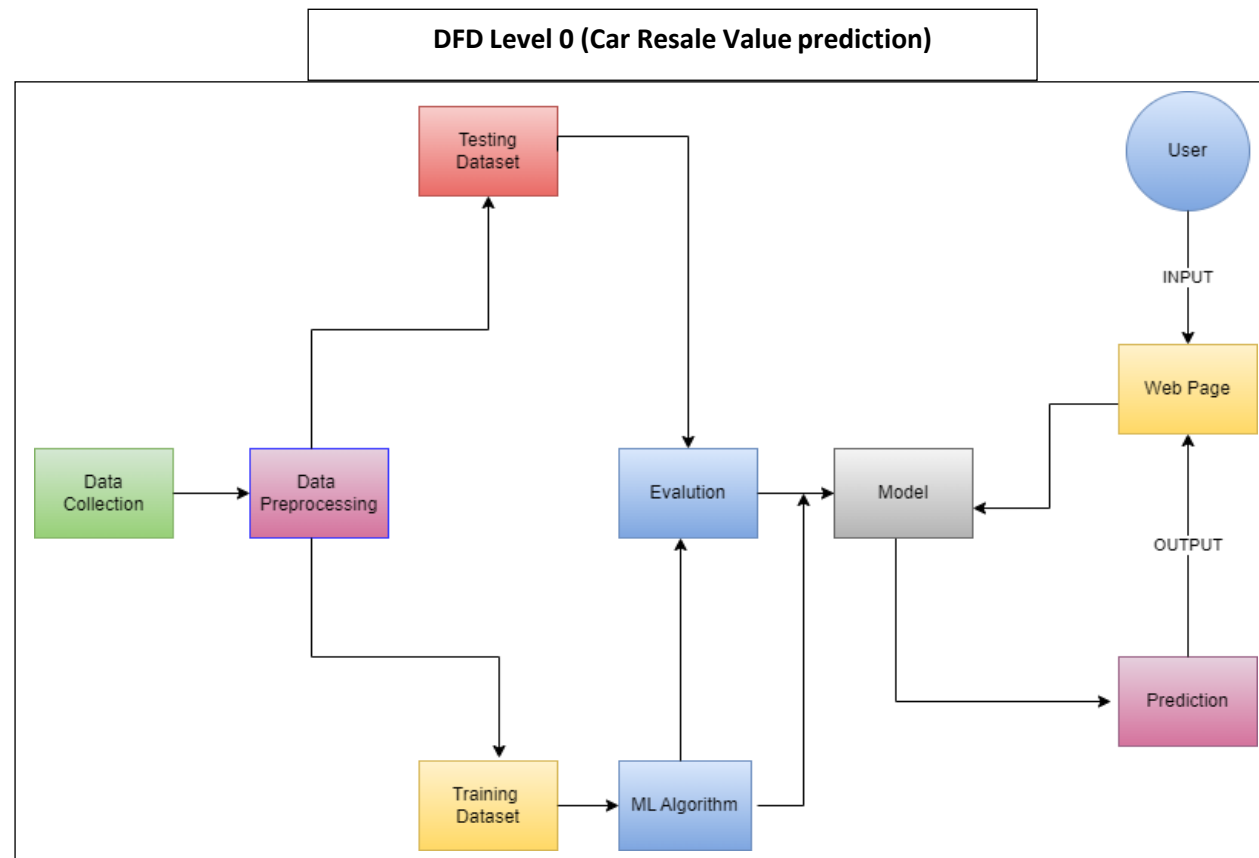 DFD Level 0 (Car Resale Value prediction)
Testing
Dataset
User
INPUT
Web Page
Data
Collection
Data
Preprocessing
Evalution
Model
OUTPUT
Prediction
Training
Dataset
ML Algorithm